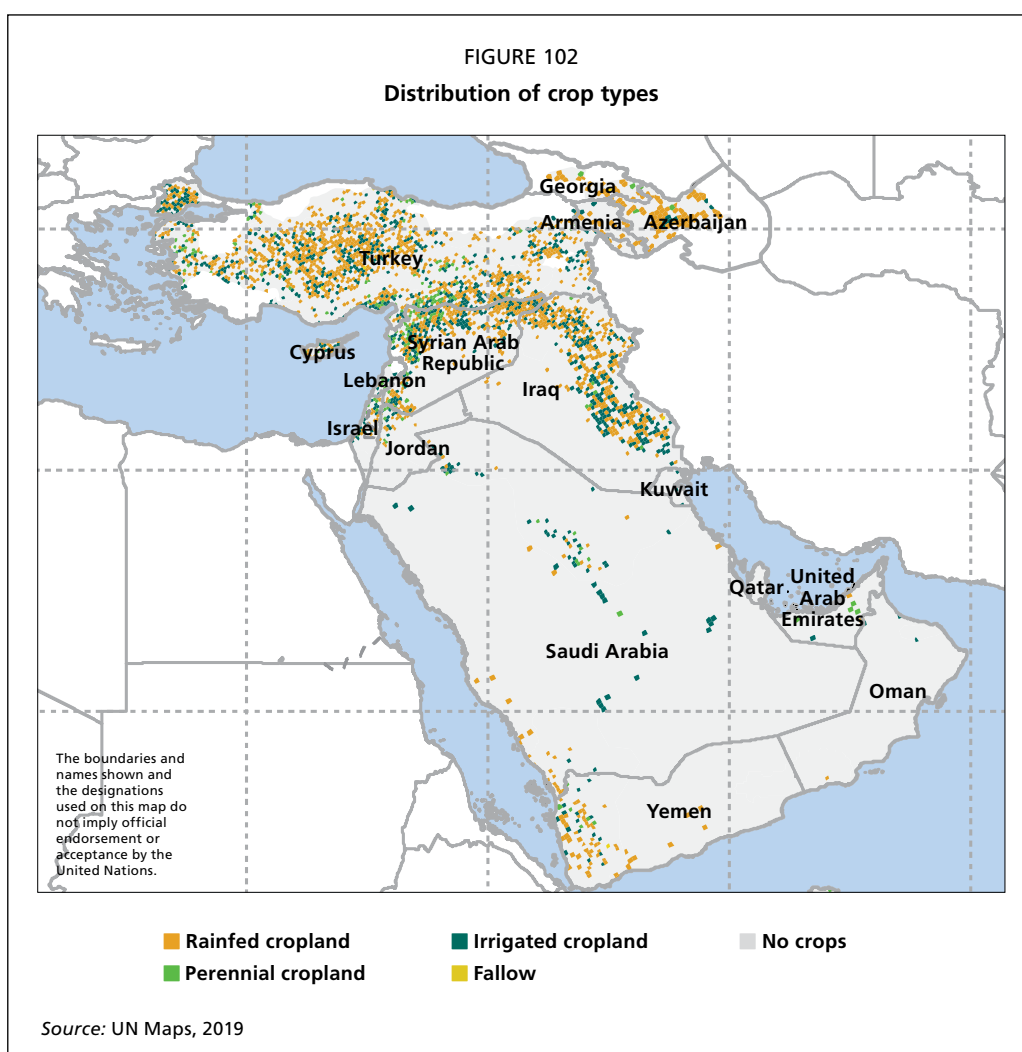 FIGURE 102
Distribution of crop types
Georgia
Armenia
Azerbaijan
Turkey
Cyprus
Syrian Arab
Republic
Lebanon
Iraq
Israel
Jordan
Kuwait
Qatar
United
Arab
Emirates
Saudi Arabia
Oman
Yemen
The boundaries and
names shown and
the designations
used on this map do
not imply official
endorsement or
acceptance by the
United Nations.
Rainfed cropland
Irrigated cropland
No crops
Perennial cropland
Fallow
Source: UN Maps, 2019